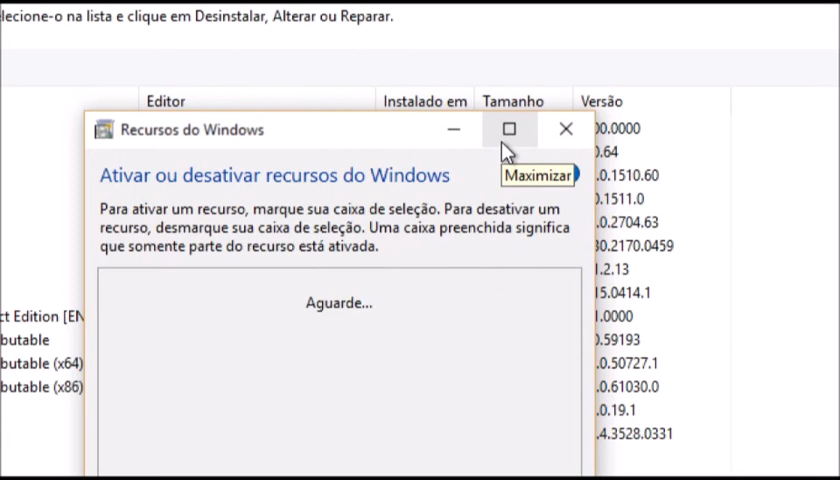 elecione-o na lista e clique em Desinstalar, Alterar ou Reparar.
Editor
Instalado em
Tamanho
Versão
Recursos do Windows
Maximizar
Ativar ou desativar recursos do Windows
Para ativar um recurso, marque sua caixa de seleção. Para desativar um
recurso, desmarque sua caixa de seleção. Uma caixa preenchida significa
que somente parte do recurso está ativada.
Aguarde...
00.0000
0.64
.0.1510.60
0.1511.0
.0.2704.63
30.2170.0459
1.2.13
15.0414.1
ct Edition [EN
1.0000
butable
0.59193
butable (x64)
.0.50727.1
butable (x86)
.0.61030.0
.0.19.1
.4.3528.0331